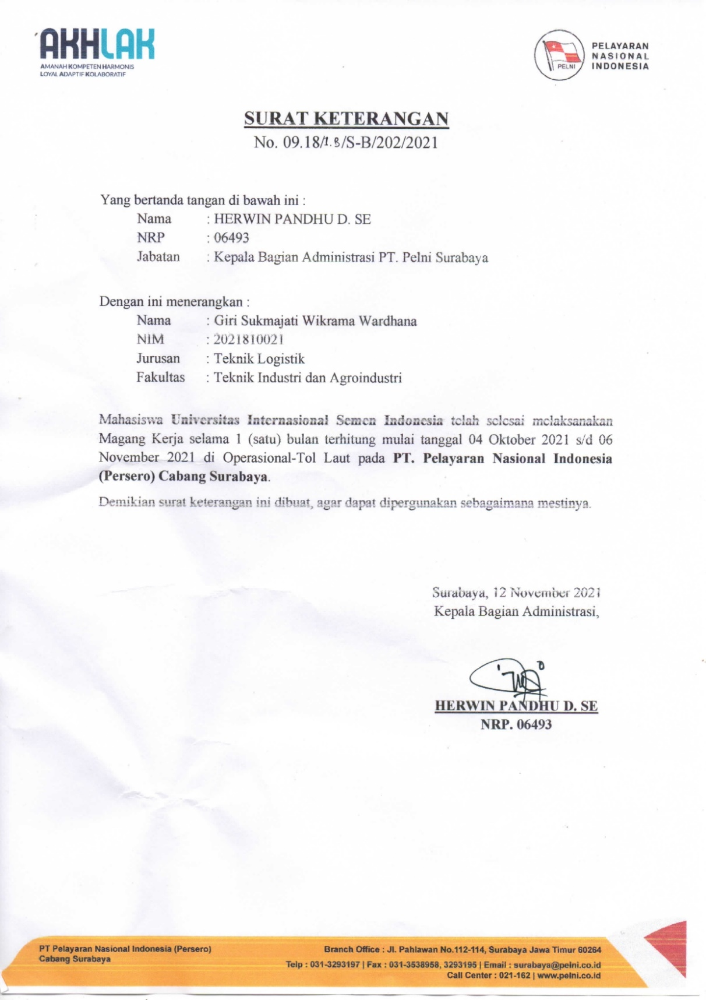 AKHLAK
AMANAH KOMPETEN HARMONIS
LOYAL ADAPTIF KOLABORATIF
PELNI
PELAYARAN
NASIONAL
INDONESIA
SURAT KETERANGAN
No. 09.18/1.B/S-B/202/2021
Yang bertanda tangan di bawah ini :
Nama : HERWIN PANDHU D. SE
NRP : 06493
Jabatan : Kepala Bagian Administrasi PT. Pelni Surabaya
Dengan ini menerangkan :
Nama : Giri Sukmajati Wikrama Wardhana
NIM : 2021810021
Jurusan : Teknik Logistik
Fakultas : Teknik Industri dan Agroindustri
Mahasiswa Universitas Internasional Semen Indonesia telah selesai melaksanakan
Magang Kerja selama 1 (satu) bulan terhitung mulai tanggal 04 Oktober 2021 s/d 06
November 2021 di Operasional-Tol Laut pada PT. Pelayaran Nasional Indonesia
(Persero) Cabang Surabaya.
Demikian surat keterangan ini dibuat, agar dapat dipergunakan sebagaimana mestinya.
Surabaya, 12 November 2021
Kepala Bagian Administrasi,
HERWIN PANDHU D. SE
NRP. 06493
PT Pelayaran Nasional Indonesia (Persero)
Cabang Surabaya
Branch Office : Jl. Pahlawan No.112-114, Surabaya Jawa Timur 60264
Telp : 031-3293197 | Fax : 031-3538958, 3293195 | Email : surabaya@pelni.co.id
Call Center : 021-162 | www.pelni.co.id